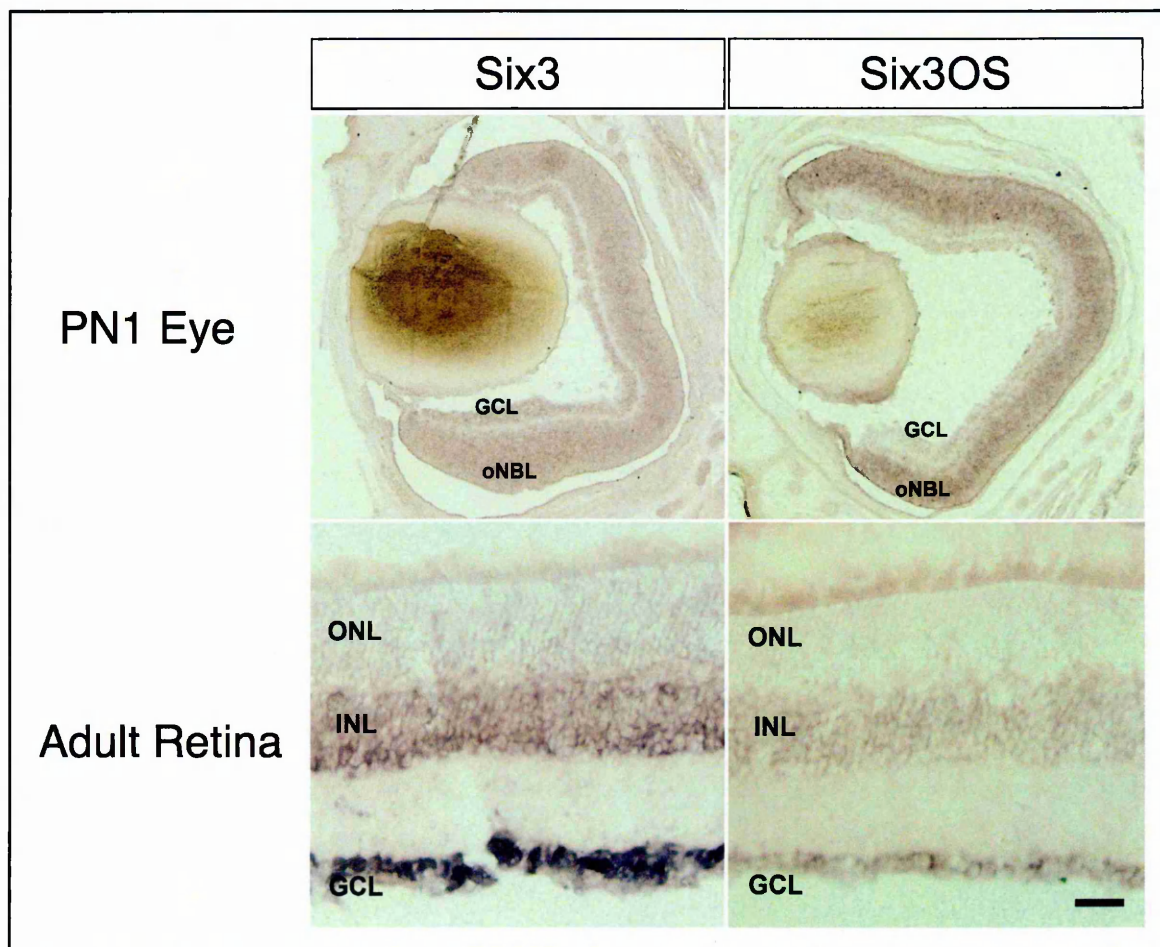 Six3
Six3OS
PN1 Eye
GCL
oNBL
GCL
oNBL
Adult Retina
ONL
INL
GCL
ONL
INL
GCL